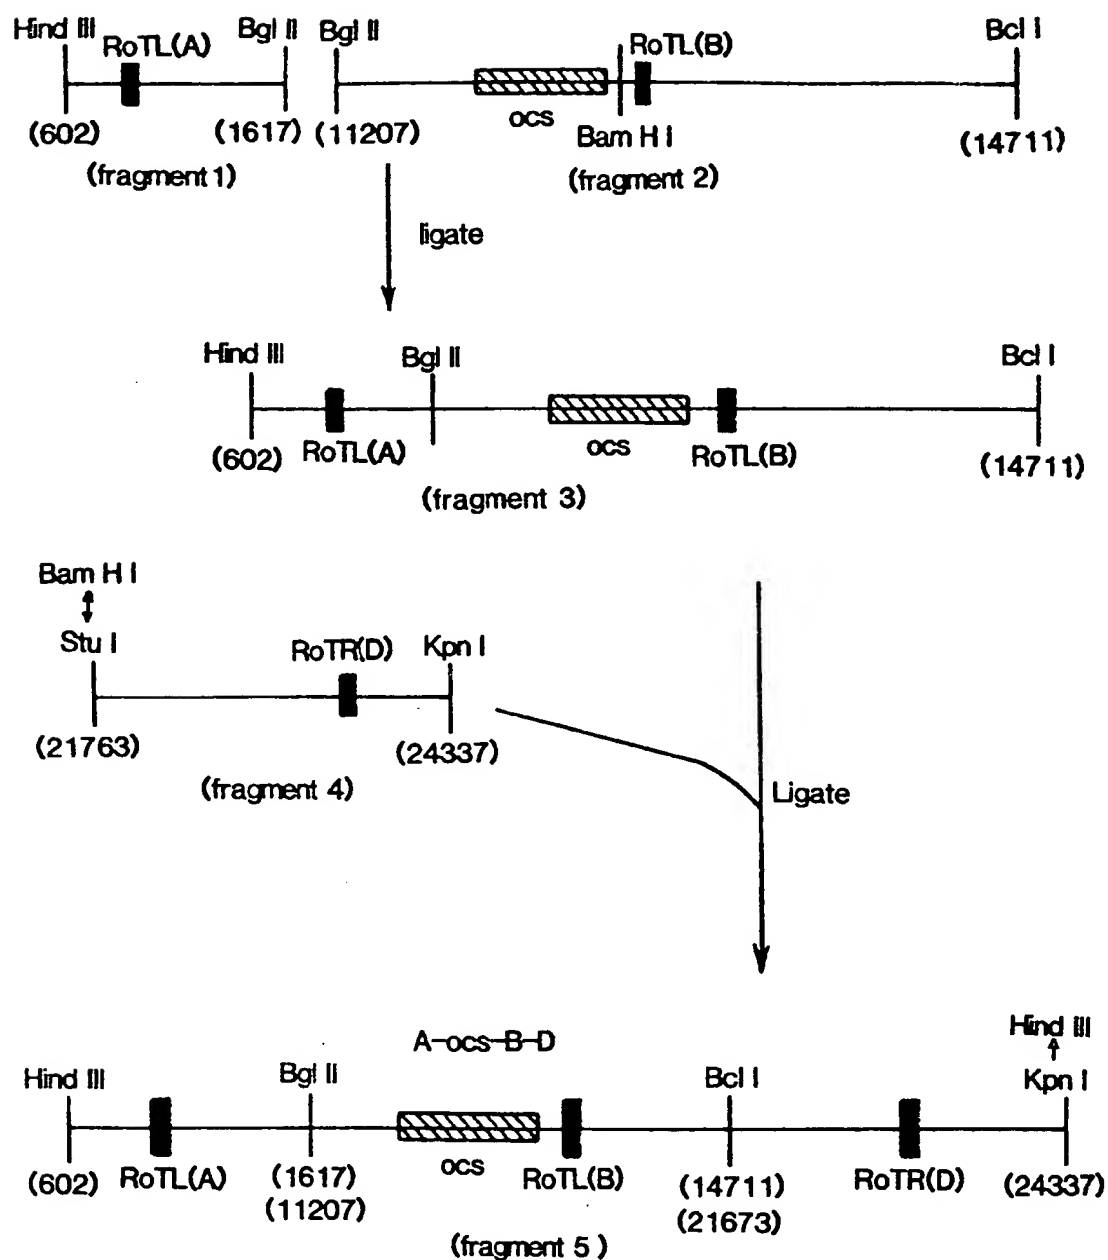 Hind III
RoTL(A)
Bgl II
Bgl II
RoTL(B)
Bcl I
ocs
Bam H I
(602)
(1617)
(11207)
(14711)
(fragment 1)
(fragment 2)
ligate
Hind III
Bgl II
Bcl I
(602)
RoTL(A)
ocs
RoTL(B)
(14711)
(fragment 3)
Bam H I
Stu I
RoTR(D)
Kpn I
(21763)
(24337)
(fragment 4)
Ligate
A-ocs-B-D
Hind III
Hind III
Bgl II
Bcl I
Kpn I
(602)
RoTL(A)
(1617)
(11207)
ocs
RoTL(B)
(14711)
(21673)
RoTR(D)
(24337)
(fragment 5)